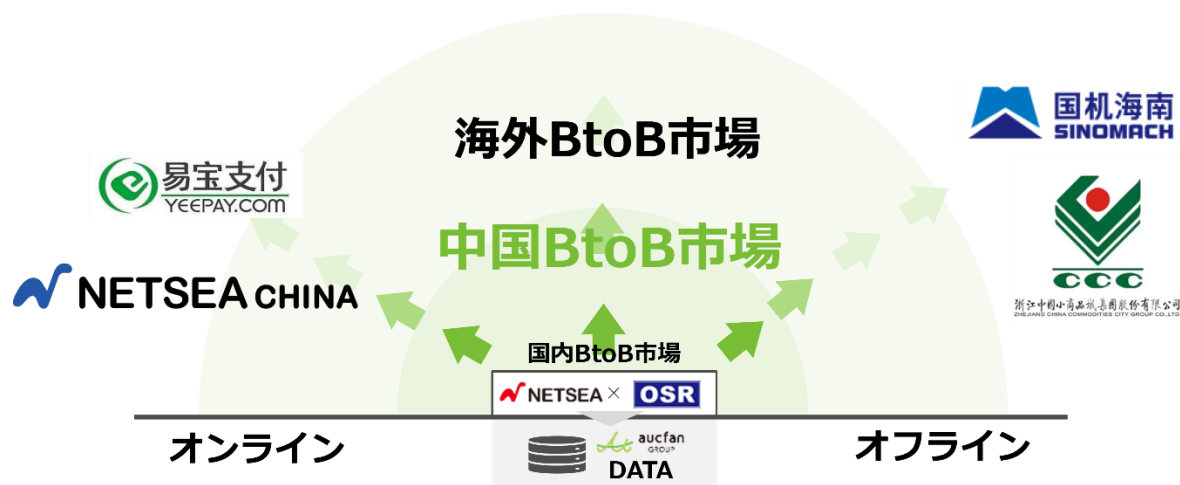 海外BtoB市場
国机海南
SINOMACH
易宝支付
YEEPAY.COM
中国BtoB市場
CCC
浙江中国小商品城集团股份有限公司
ZHEJIANG CHINA COMMODITIES CITY GROUP CO.,LTD
NETSEA CHINA
国内BtoB市場
NETSEA × OSR
オンライン
オフライン
aucfan
GROUP
DATA